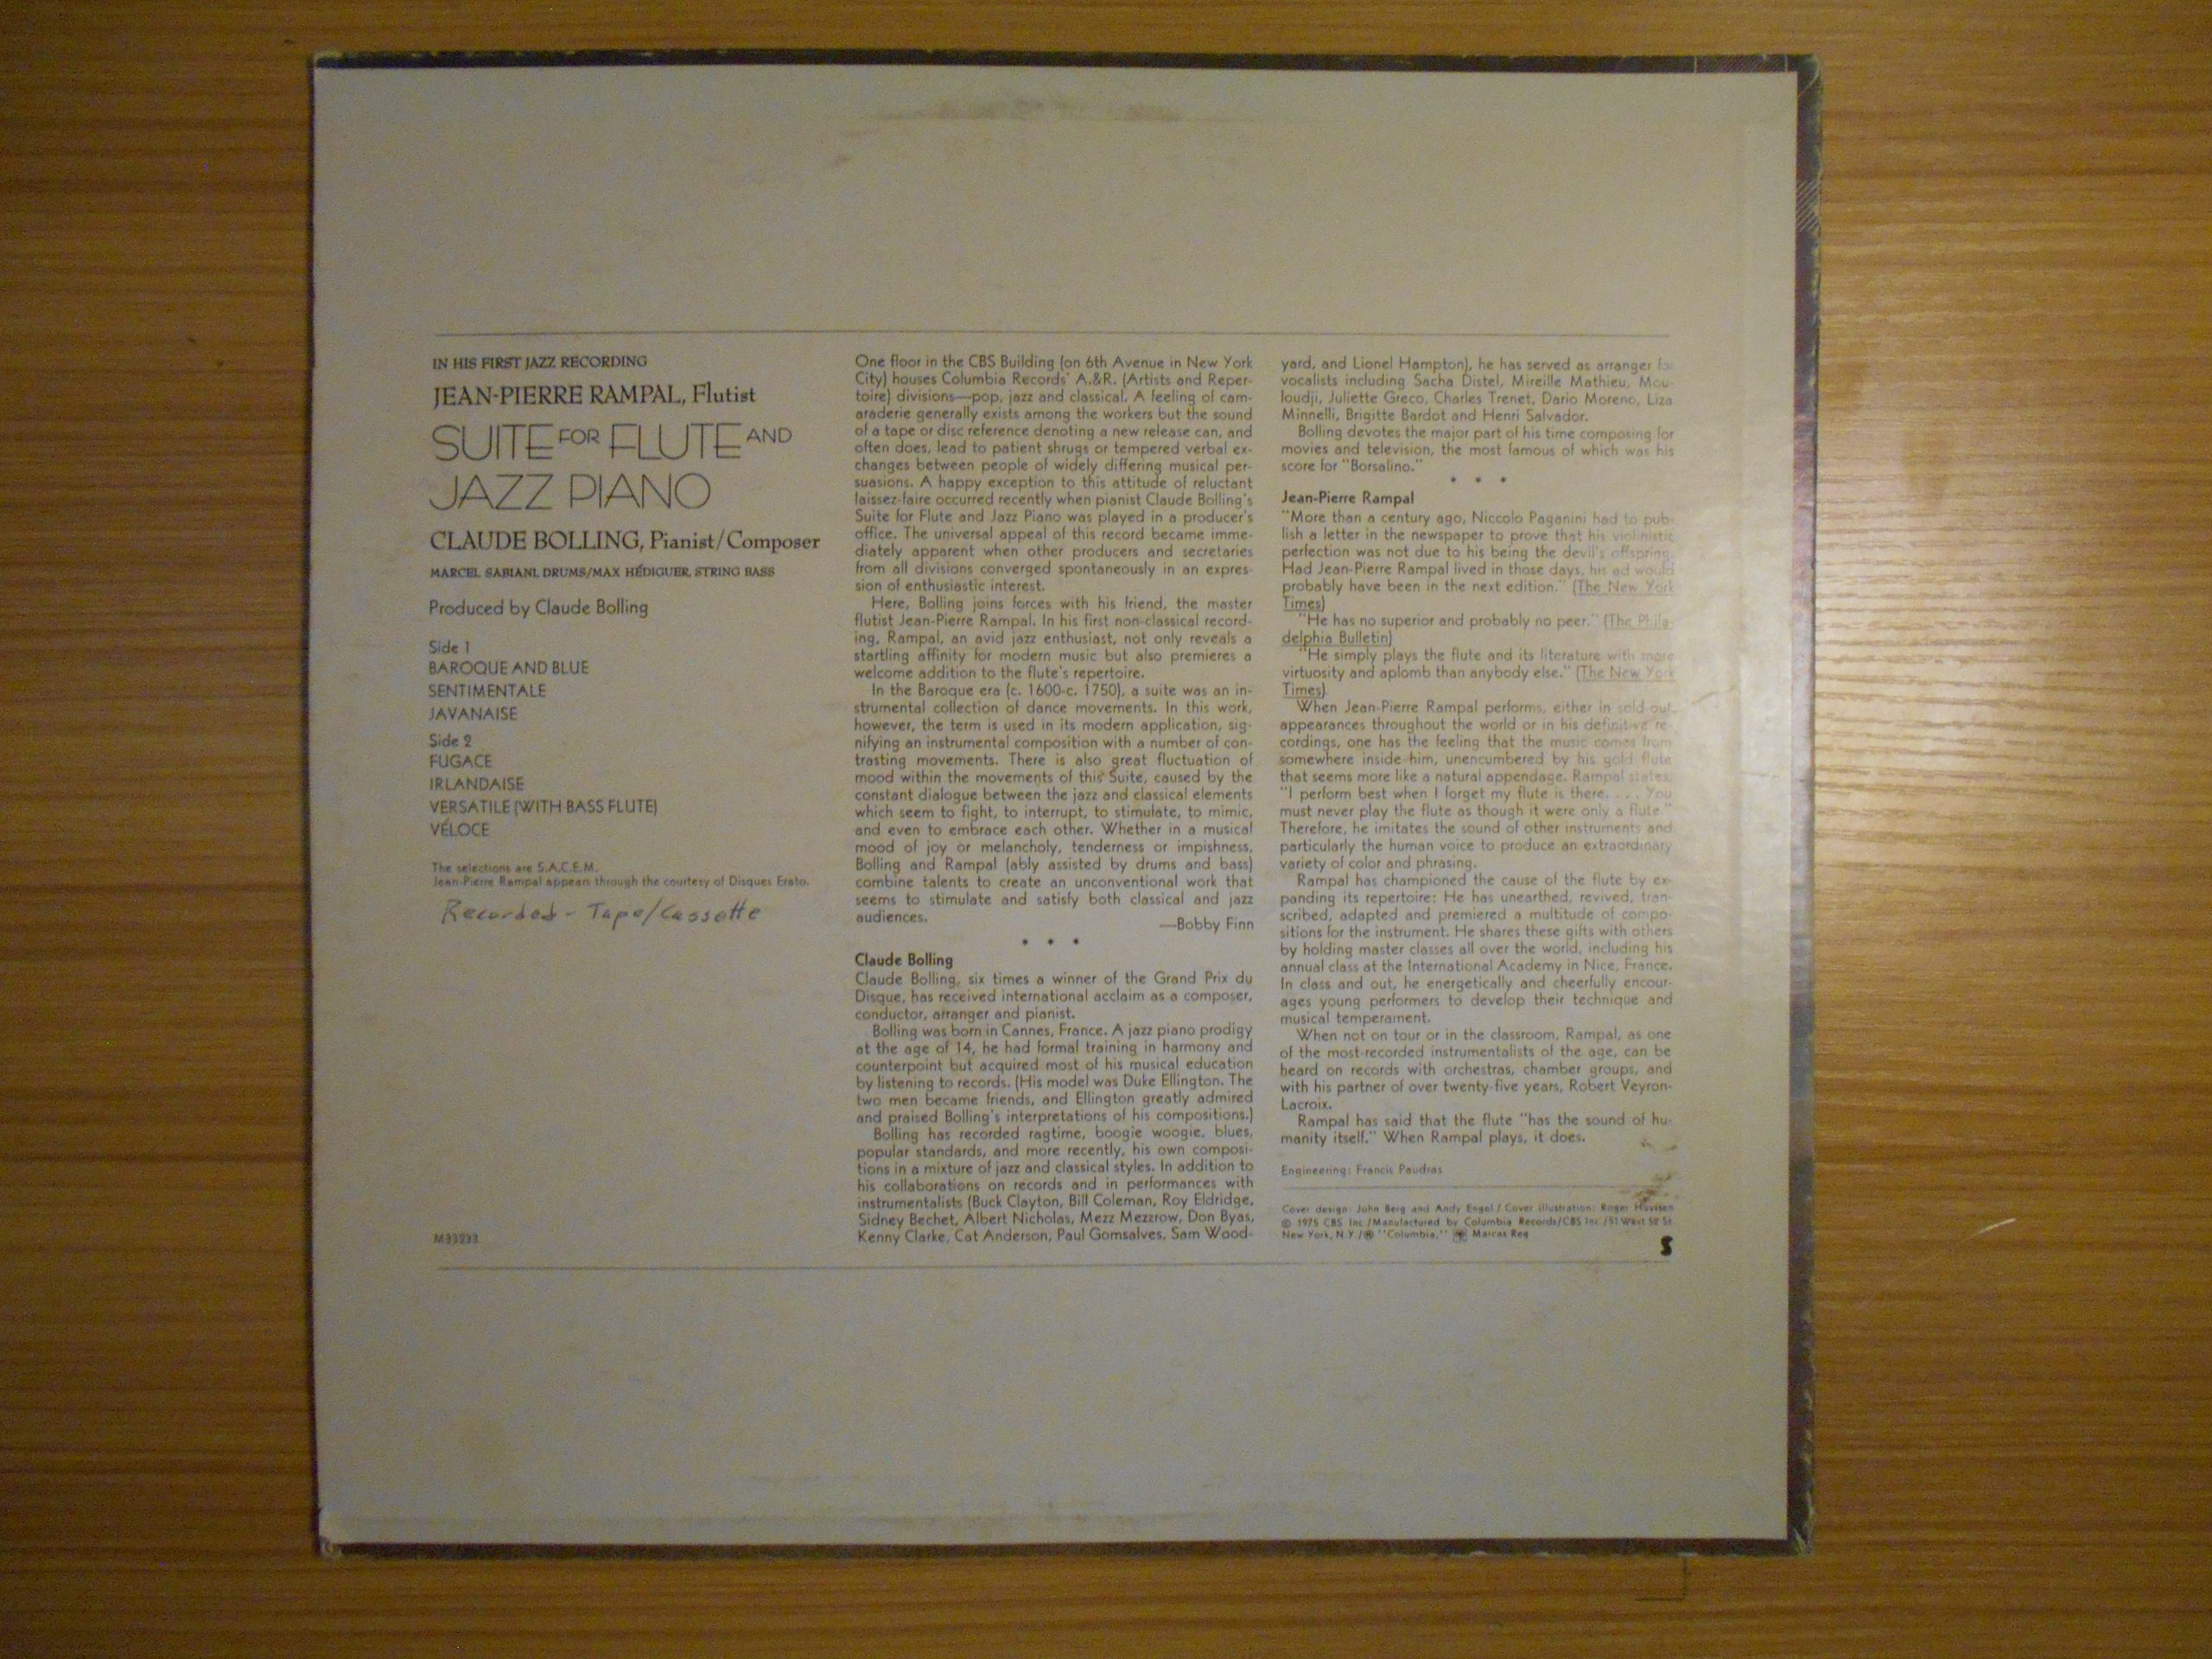 IN HIS FIRST JAZZ RECORDING
JEAN-PIERRE RAMPAL, Flutist
SUITE FOR FLUTE AND
JAZZ PIANO
CLAUDE BOLLING, Pianist/Composer
MARCEL SABIANI, DRUMS/MAX HÉDIGUER, STRING BASS
Produced by Claude Bolling
Side 1
BAROQUE AND BLUE
SENTIMENTALE
JAVANAISE
Side 2
FUGACE
IRLANDAISE
VERSATILE (WITH BASS FLUTE)
VÉLOCE
The selections are S.A.C.E.M.
Jean-Pierre Rampal appears through the courtesy of Disques Erato.
Recorded - Tape/Cassette
M33233
One floor in the CBS Building (on 6th Avenue in New York
City) houses Columbia Records' A.&R. (Artists and Reper-
toire) divisions—pop, jazz and classical. A feeling of cam-
araderie generally exists among the workers but the sound
of a tape or disc reference denoting a new release can, and
often does, lead to patient shrugs or tempered verbal ex-
changes between people of widely differing musical per-
suasions. A happy exception to this attitude of reluctant
laissez-faire occurred recently when pianist Claude Bolling's
Suite for Flute and Jazz Piano was played in a producer's
office. The universal appeal of this record became imme-
diately apparent when other producers and secretaries
from all divisions converged spontaneously in an expres-
sion of enthusiastic interest.
Here, Bolling joins forces with his friend, the master
flutist Jean-Pierre Rampal. In his first non-classical record-
ing, Rampal, an avid jazz enthusiast, not only reveals a
startling affinity for modern music but also premieres a
welcome addition to the flute's repertoire.
In the Baroque era (c. 1600-c. 1750), a suite was an in-
strumental collection of dance movements. In this work,
however, the term is used in its modern application, sig-
nifying an instrumental composition with a number of con-
trasting movements. There is also great fluctuation of
mood within the movements of this Suite, caused by the
constant dialogue between the jazz and classical elements
which seem to fight, to interrupt, to stimulate, to mimic,
and even to embrace each other. Whether in a musical
mood of joy or melancholy, tenderness or impishness,
Bolling and Rampal (ably assisted by drums and bass)
combine talents to create an unconventional work that
seems to stimulate and satisfy both classical and jazz
audiences.
—Bobby Finn
• • •
Claude Bolling
Claude Bolling, six times a winner of the Grand Prix du
Disque, has received international acclaim as a composer,
conductor, arranger and pianist.
Bolling was born in Cannes, France. A jazz piano prodigy
at the age of 14, he had formal training in harmony and
counterpoint but acquired most of his musical education
by listening to records. (His model was Duke Ellington. The
two men became friends, and Ellington greatly admired
and praised Bolling's interpretations of his compositions.)
Bolling has recorded ragtime, boogie woogie, blues,
popular standards, and more recently, his own composi-
tions in a mixture of jazz and classical styles. In addition to
his collaborations on records and in performances with
instrumentalists (Buck Clayton, Bill Coleman, Roy Eldridge,
Sidney Bechet, Albert Nicholas, Mezz Mezzrow, Don Byas,
Kenny Clarke, Cat Anderson, Paul Gomsalves, Sam Wood-
yard, and Lionel Hampton), he has served as arranger for
vocalists including Sacha Distel, Mireille Mathieu, Mou-
loudji, Juliette Greco, Charles Trenet, Dario Moreno, Liza
Minnelli, Brigitte Bardot and Henri Salvador.
Bolling devotes the major part of his time composing for
movies and television, the most famous of which was his
score for "Borsalino."
• • •
Jean-Pierre Rampal
"More than a century ago, Niccolo Paganini had to pub-
lish a letter in the newspaper to prove that his violinistic
perfection was not due to his being the devil's offspring.
Had Jean-Pierre Rampal lived in those days, his ad would
probably have been in the next edition." (The New York
Times)
"He has no superior and probably no peer." (The Phila-
delphia Bulletin)
"He simply plays the flute and its literature with more
virtuosity and aplomb than anybody else." (The New York
Times)
When Jean-Pierre Rampal performs, either in sold-out
appearances throughout the world or in his definitive re-
cordings, one has the feeling that the music comes from
somewhere inside him, unencumbered by his gold flute
that seems more like a natural appendage. Rampal states,
"I perform best when I forget my flute is there. . . . You
must never play the flute as though it were only a flute."
Therefore, he imitates the sound of other instruments and
particularly the human voice to produce an extraordinary
variety of color and phrasing.
Rampal has championed the cause of the flute by ex-
panding its repertoire: He has unearthed, revived, tran-
scribed, adapted and premiered a multitude of compo-
sitions for the instrument. He shares these gifts with others
by holding master classes all over the world, including his
annual class at the International Academy in Nice, France.
In class and out, he energetically and cheerfully encour-
ages young performers to develop their technique and
musical temperament.
When not on tour or in the classroom, Rampal, as one
of the most-recorded instrumentalists of the age, can be
heard on records with orchestras, chamber groups, and
with his partner of over twenty-five years, Robert Veyron-
Lacroix.
Rampal has said that the flute "has the sound of hu-
manity itself." When Rampal plays, it does.
Engineering: Francis Paudras
Cover design: John Berg and Andy Engel / Cover illustration: Roger Huyssen
© 1975 CBS Inc./Manufactured by Columbia Records/CBS Inc./51 West 52 St.
New York, N.Y./® "Columbia," Marcas Reg
S